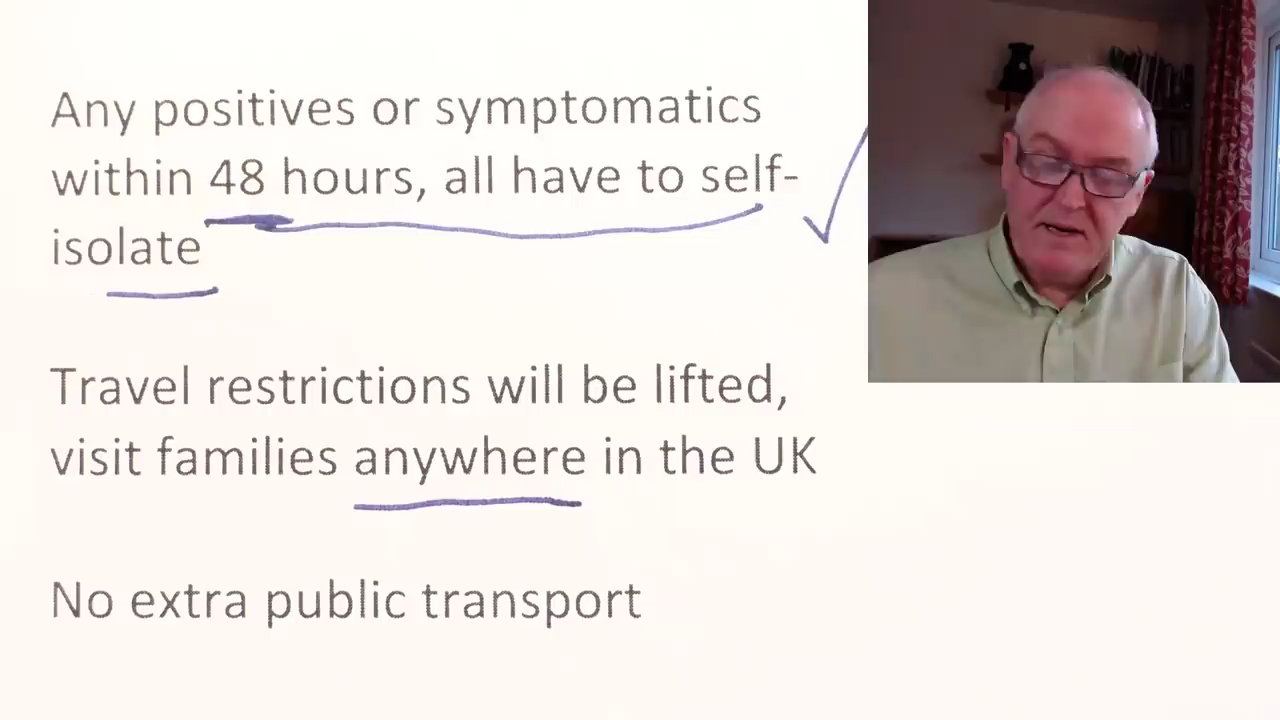 Any positives or symptomatics
within 48 hours, all have to self-
isolate
Travel restrictions will be lifted,
visit families anywhere in the UK
No extra public transport